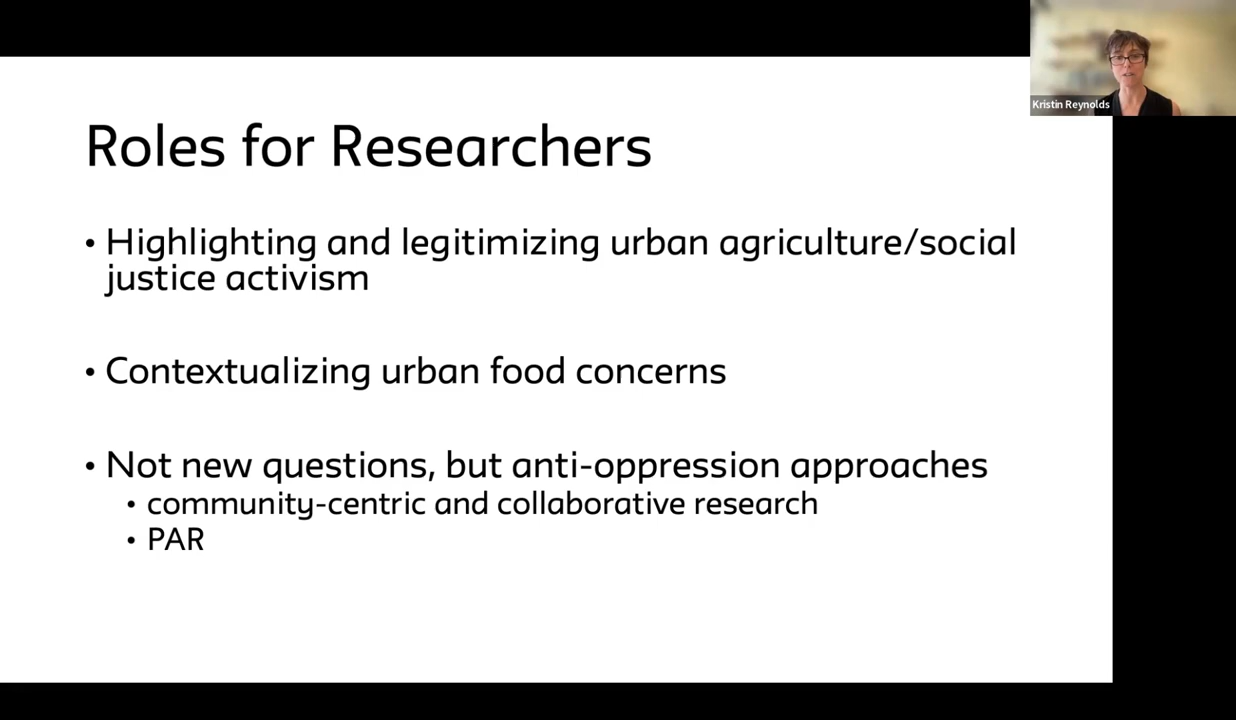 Kristin Reynolds
Roles for Researchers
• Highlighting and legitimizing urban agriculture/social
justice activism
• Contextualizing urban food concerns
• Not new questions, but anti-oppression approaches
• community-centric and collaborative research
• PAR